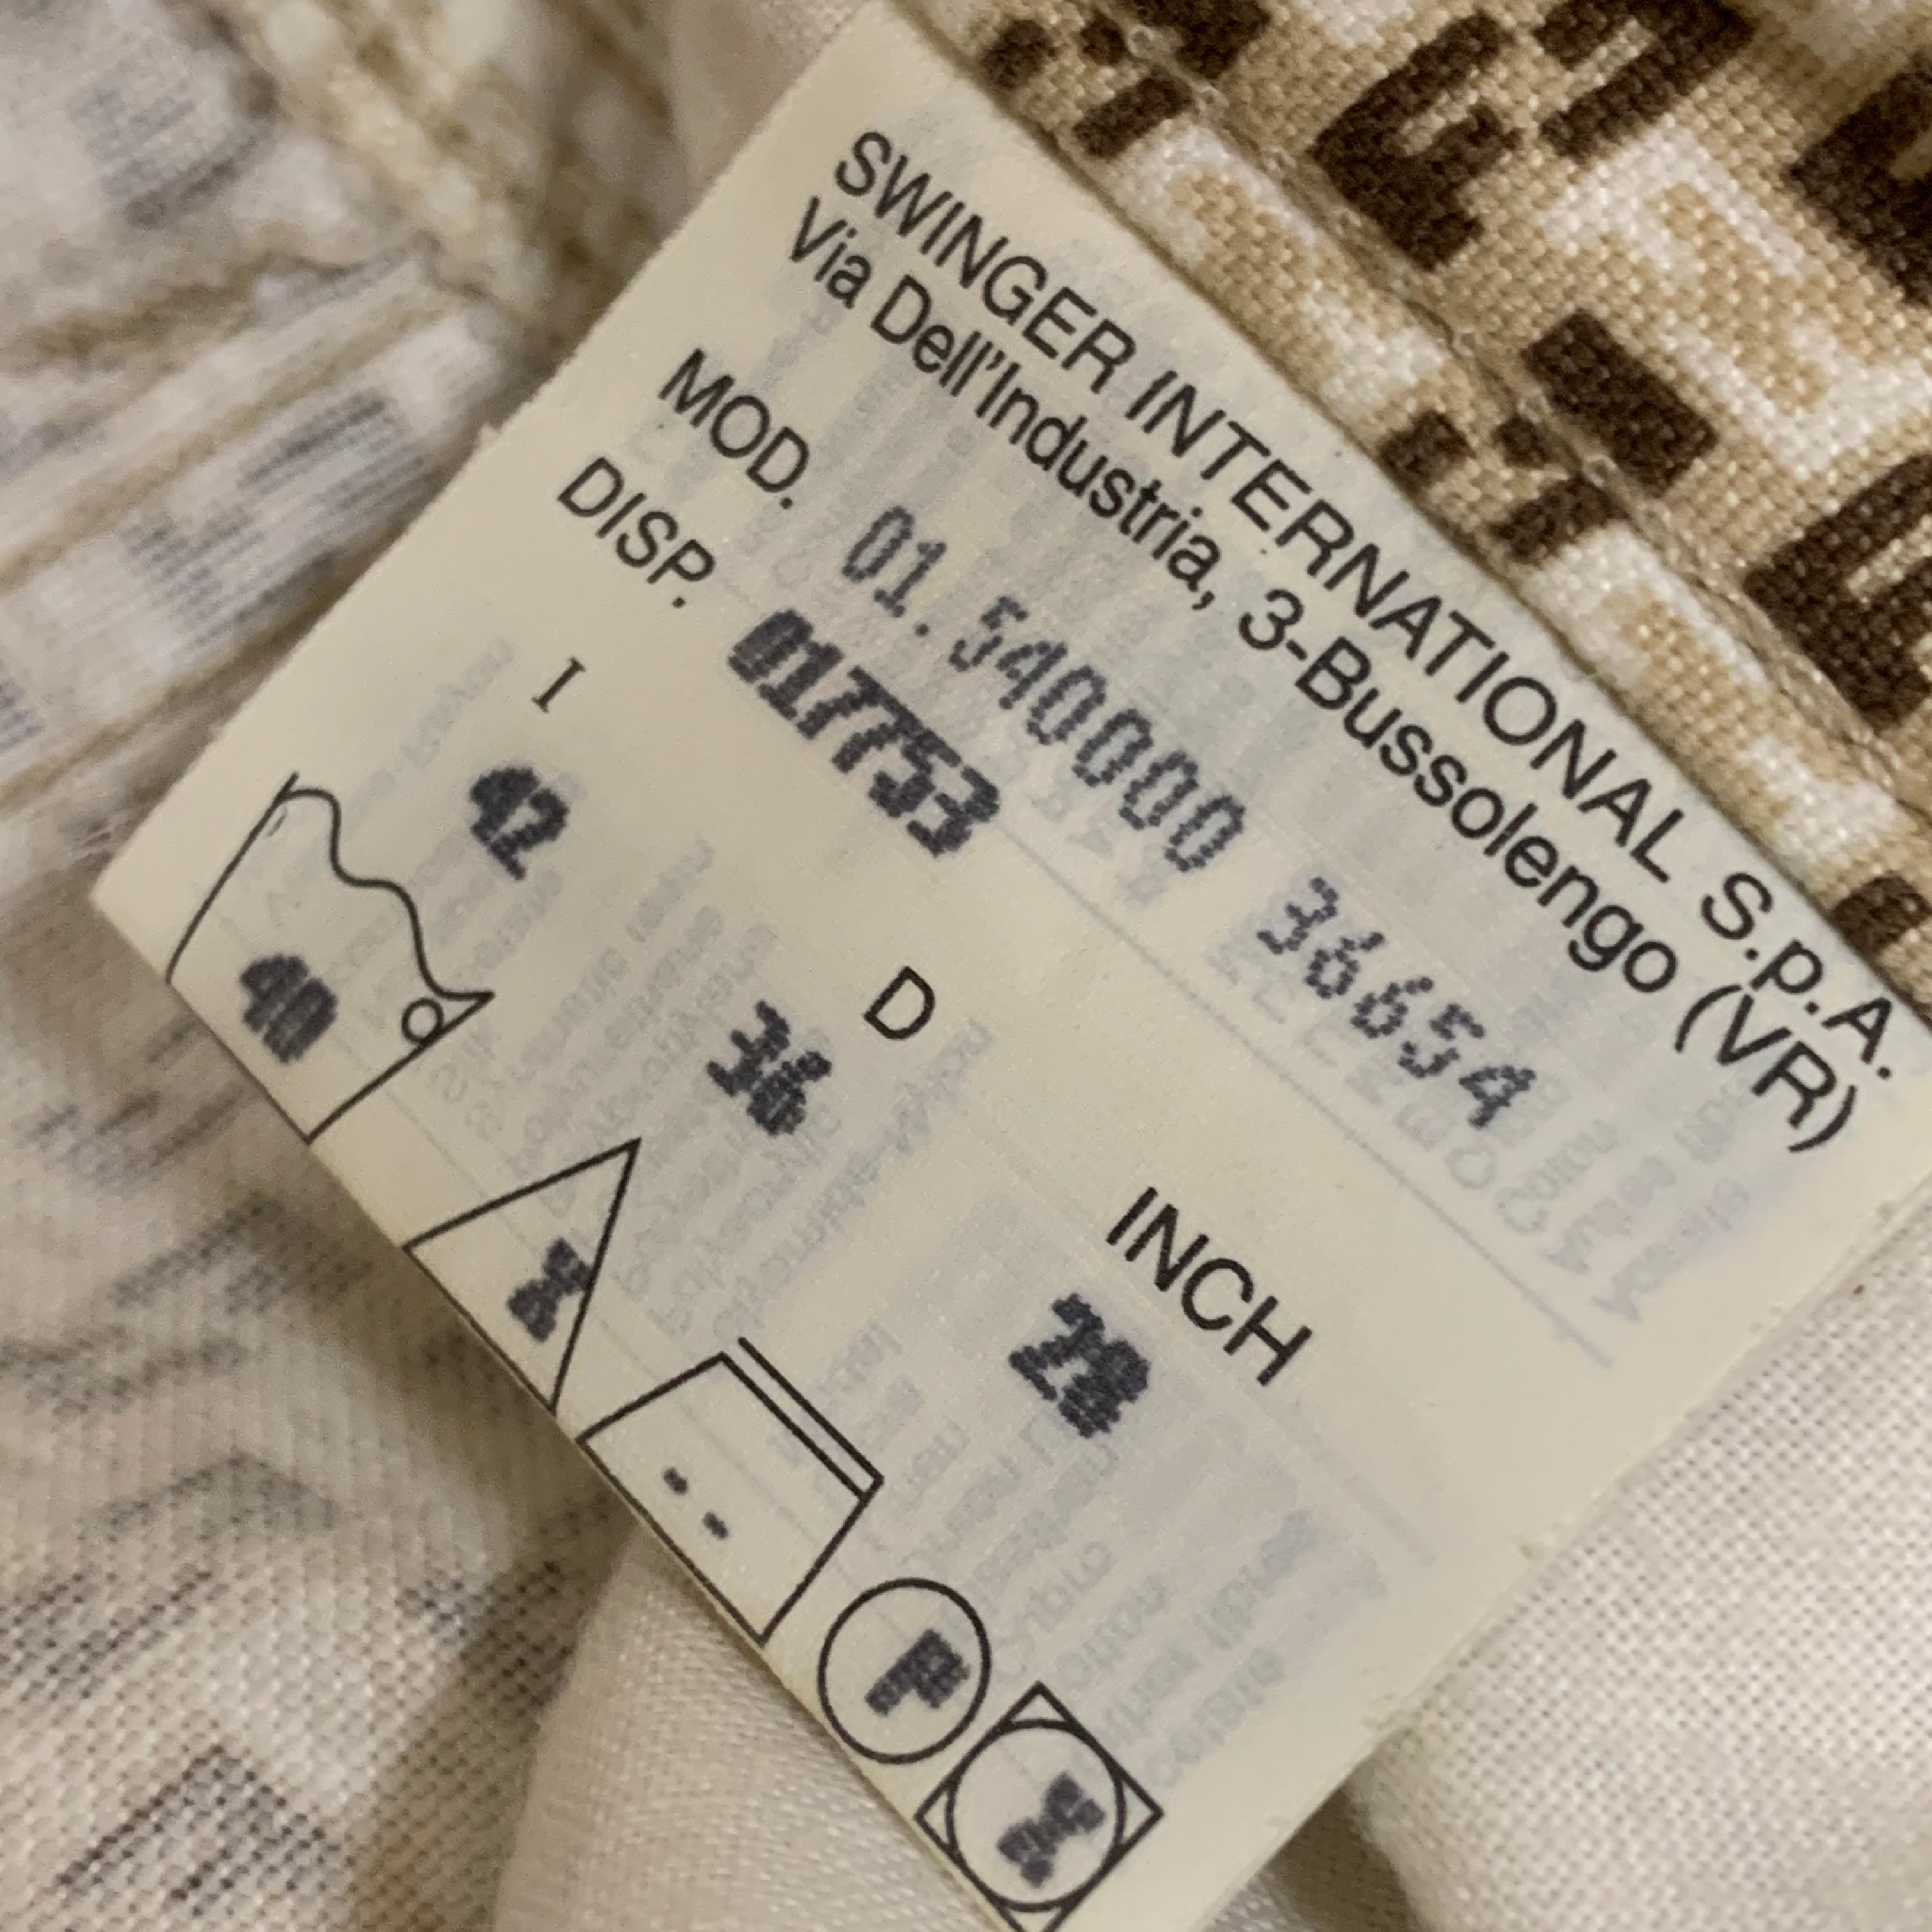 SWINGER INTERNATIONAL S.p.A.
Via Dell'Industria, 3-Bussolengo (VR)
MOD. 01.540000 36654
DISP. 017753
I D INCH
42 36 28
40 X P X